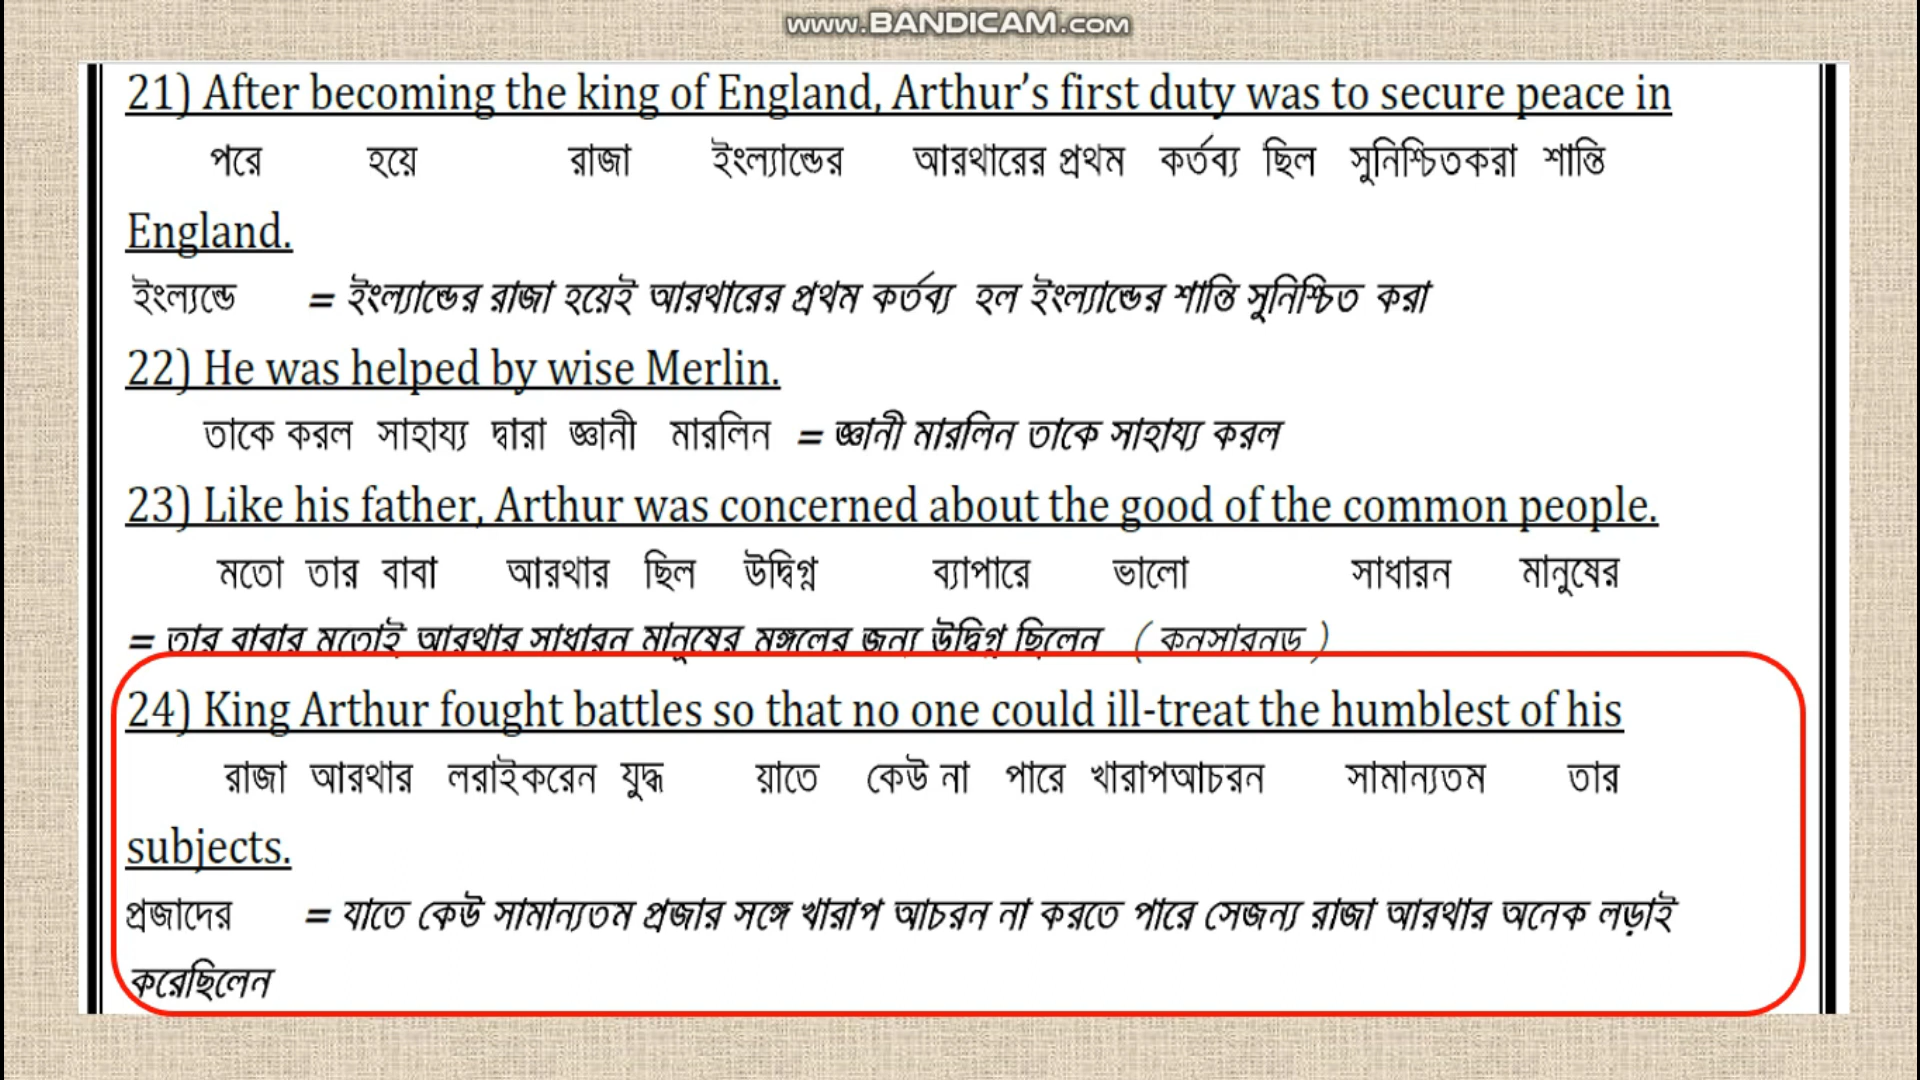 www.BANDICAM.com
21) After becoming the king of England, Arthur’s first duty was to secure peace in
পরে হয়ে রাজা ইংল্যান্ডের আরথারের প্রথম কর্তব্য ছিল সুনিশ্চিতকরা শান্তি
England.
ইংল্যন্ডে = ইংল্যান্ডের রাজা হয়েই আরথারের প্রথম কর্তব্য হল ইংল্যান্ডের শান্তি সুনিশ্চিত করা
22) He was helped by wise Merlin.
তাকে করল সাহায্য দ্বারা জ্ঞানী মারলিন = জ্ঞানী মারলিন তাকে সাহায্য করল
23) Like his father, Arthur was concerned about the good of the common people.
মতো তার বাবা আরথার ছিল উদ্বিগ্ন ব্যাপারে ভালো সাধারন মানুষের
= তার বাবার মতোই আরথার সাধারন মানুষের মঙ্গলের জন্য উদ্বিগ্ন ছিলেন ( কনসারনড )
24) King Arthur fought battles so that no one could ill-treat the humblest of his
রাজা আরথার লরাইকরেন যুদ্ধ য়াতে কেউ না পারে খারাপআচরন সামান্যতম তার
subjects.
প্রজাদের = যাতে কেউ সামান্যতম প্রজার সঙ্গে খারাপ আচরন না করতে পারে সেজন্য রাজা আরথার অনেক লড়াই
করেছিলেন